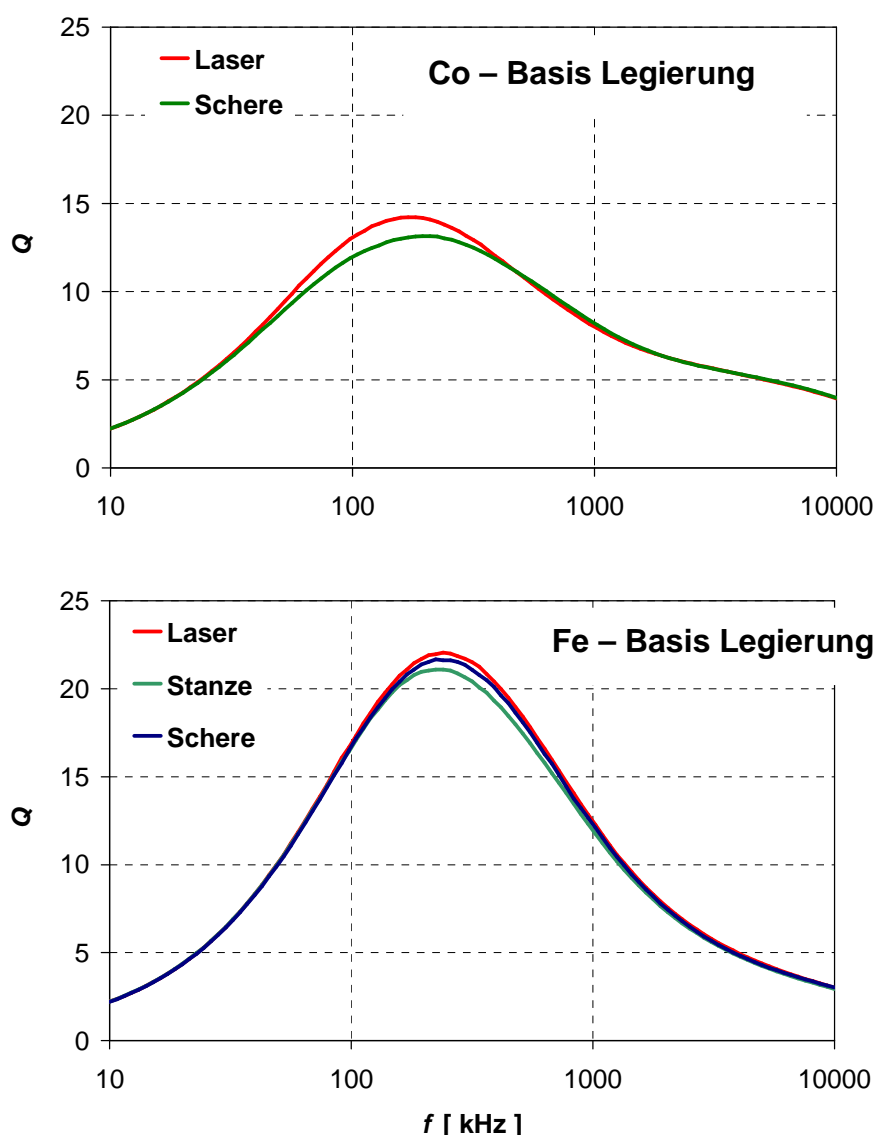 25
Laser
Co – Basis Legierung
Schere
20
15
Q
10
5
0
10 100 1000 10000
25
Laser
Fe – Basis Legierung
Stanze
20
Schere
15
Q
10
5
0
10 100 1000 10000
f [ kHz ]